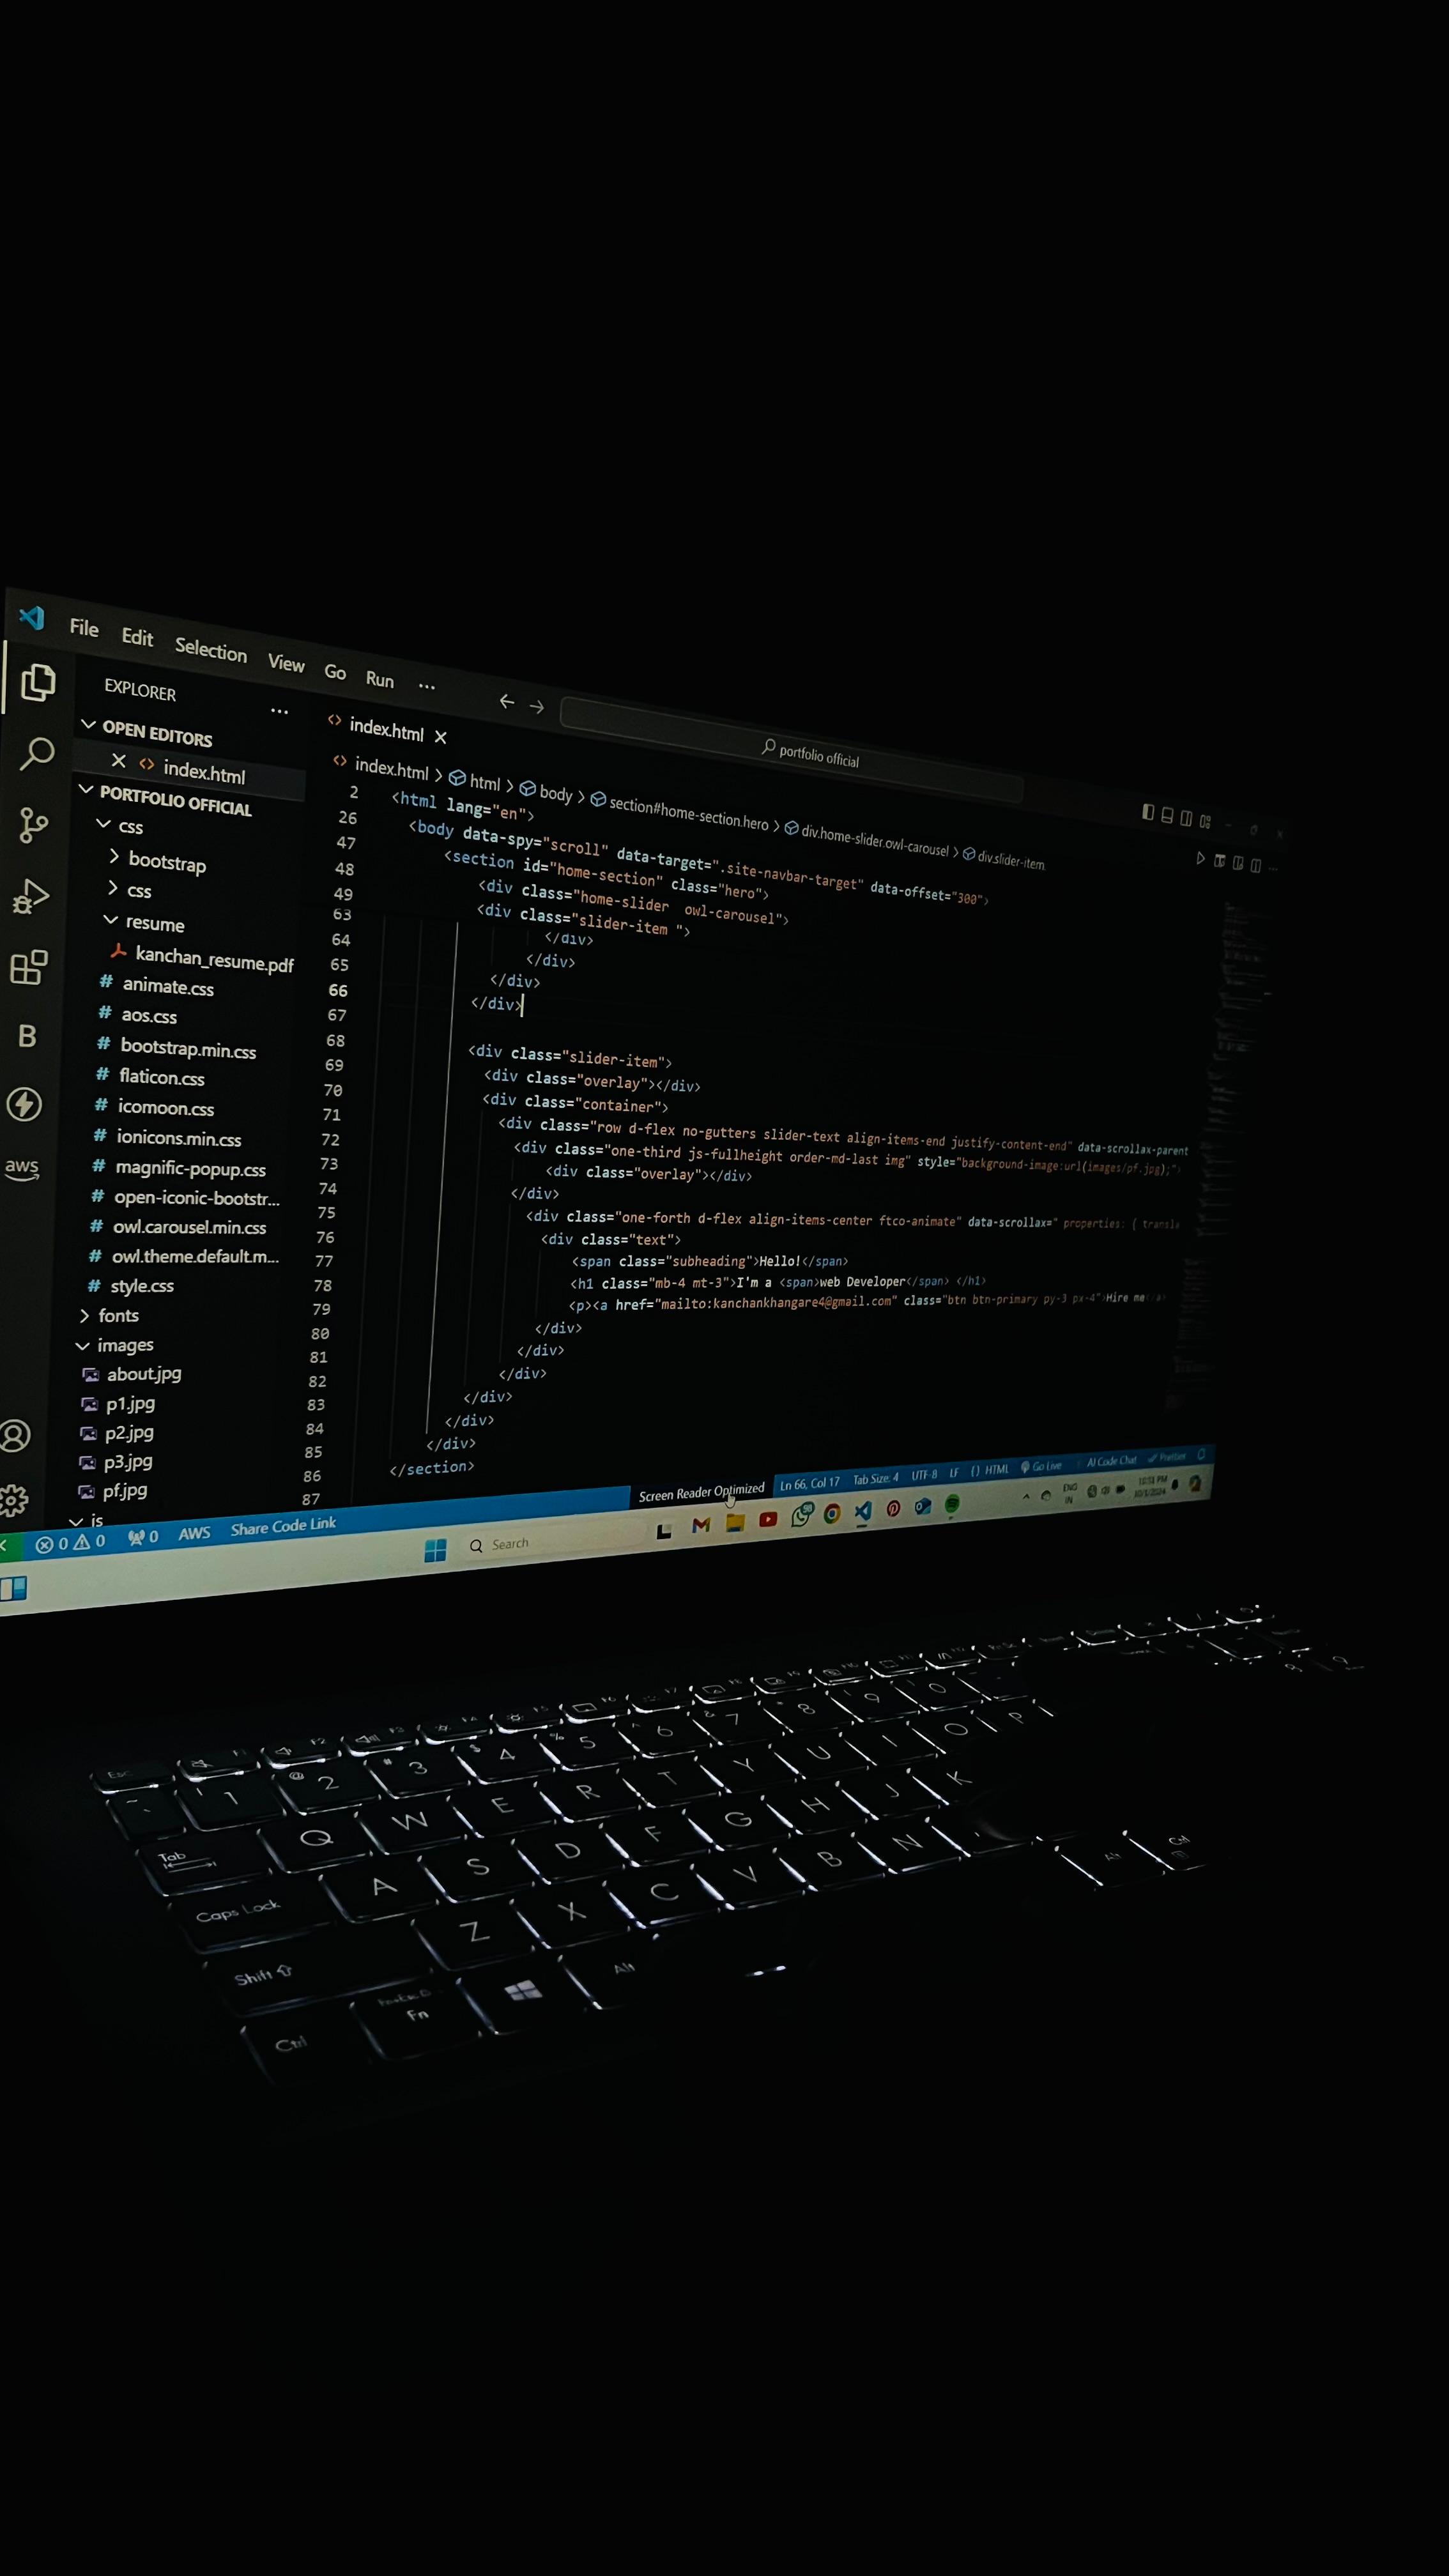 File Edit Selection View Go Run ...
portfolio official
EXPLORER ...
OPEN EDITORS
index.html
PORTFOLIO OFFICIAL
css
bootstrap
css
resume
kanchan_resume.pdf
# animate.css
# aos.css
# bootstrap.min.css
# flaticon.css
# icomoon.css
# ionicons.min.css
# magnific-popup.css
# open-iconic-bootstr...
# owl.carousel.min.css
# owl.theme.default.m...
# style.css
fonts
images
about.jpg
p1.jpg
p2.jpg
p3.jpg
pf.jpg
js
B
aws
index.html
index.html > html > body > section#home-section.hero > div.home-slider.owl-carousel > div.slider-item
2 <html lang="en">
26 <body data-spy="scroll" data-target=".site-navbar-target" data-offset="300">
47 <section id="home-section" class="hero">
48 <div class="home-slider  owl-carousel">
49 <div class="slider-item ">
63 </div>
64 </div>
65 </div>
66 </div>
67
68 <div class="slider-item">
69 <div class="overlay"></div>
70 <div class="container">
71 <div class="row d-flex no-gutters slider-text align-items-end justify-content-end" data-scrollax-parent
72 <div class="one-third js-fullheight order-md-last img" style="background-image:url(images/pf.jpg);">
73 <div class="overlay"></div>
74 </div>
75 <div class="one-forth d-flex align-items-center ftco-animate" data-scrollax=" properties: { transla
76 <div class="text">
77 <span class="subheading">Hello!</span>
78 <h1 class="mb-4 mt-3">I'm a <span>web Developer</span> </h1>
79 <p><a href="mailto:kanchankhangare4@gmail.com" class="btn btn-primary py-3 px-4">Hire me</a>
80 </div>
81 </div>
82 </div>
83 </div>
84 </div>
85 </div>
86 </section>
87
0 0 0 AWS Share Code Link
Screen Reader Optimized Ln 66, Col 17 Tab Size: 4 UTF-8 LF {} HTML Go Live AI Code Chat Prettier
Search
ENG
IN
Esc F1 F2 F3 F4 F5 F6 F7 F8 F9 F10
~ ! 1 @ 2 # 3 $ 4 % 5 ^ 6 & 7 * 8 ( 9 ) 0
Tab Q W E R T Y U I O P
Caps Lock A S D F G H J K
Shift Z X C V B N
Ctrl Fn Alt Alt Ctrl